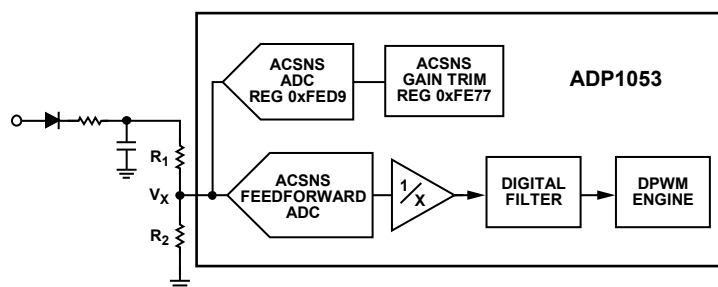 ACSNS
ADC
REG 0xFED9
ACSNS
GAIN TRIM
REG 0xFE77
ADP1053
R1
VX
R2
ACSNS
FEEDFORWARD
ADC
1/X
DIGITAL
FILTER
DPWM
ENGINE